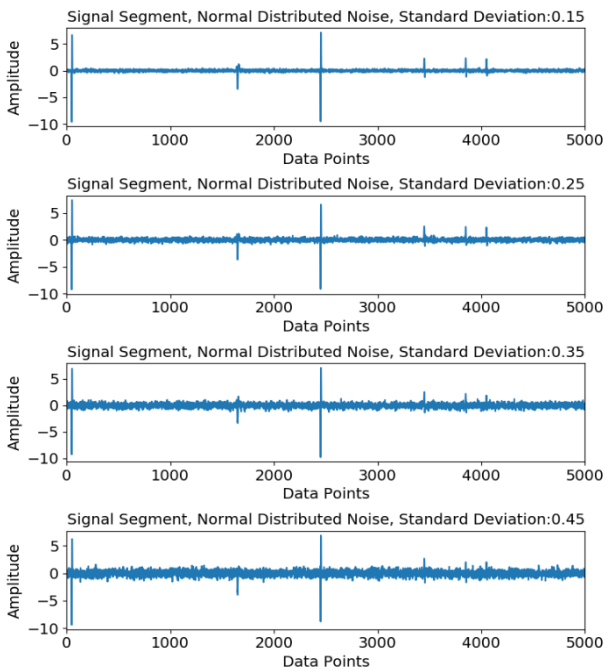 Signal Segment, Normal Distributed Noise, Standard Deviation:0.15
5
0
−5
−10
Amplitude
0 1000 2000 3000 4000 5000
Data Points
Signal Segment, Normal Distributed Noise, Standard Deviation:0.25
5
0
−5
−10
Amplitude
0 1000 2000 3000 4000 5000
Data Points
Signal Segment, Normal Distributed Noise, Standard Deviation:0.35
5
0
−5
−10
Amplitude
0 1000 2000 3000 4000 5000
Data Points
Signal Segment, Normal Distributed Noise, Standard Deviation:0.45
5
0
−5
−10
Amplitude
0 1000 2000 3000 4000 5000
Data Points